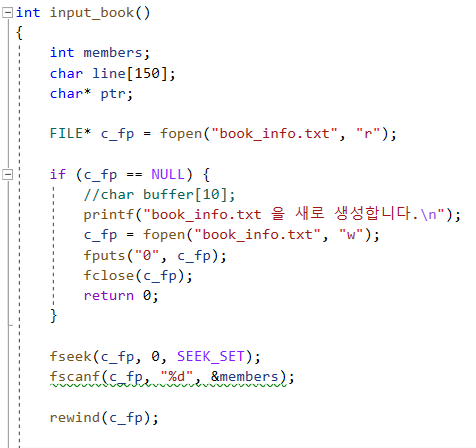 int input_book()
{
int members;
char line[150];
char* ptr;
FILE* c_fp = fopen("book_info.txt", "r");
if (c_fp == NULL) {
//char buffer[10];
printf("book_info.txt 을 새로 생성합니다.\n");
c_fp = fopen("book_info.txt", "w");
fputs("0", c_fp);
fclose(c_fp);
return 0;
}
fseek(c_fp, 0, SEEK_SET);
fscanf(c_fp, "%d", &members);
rewind(c_fp);